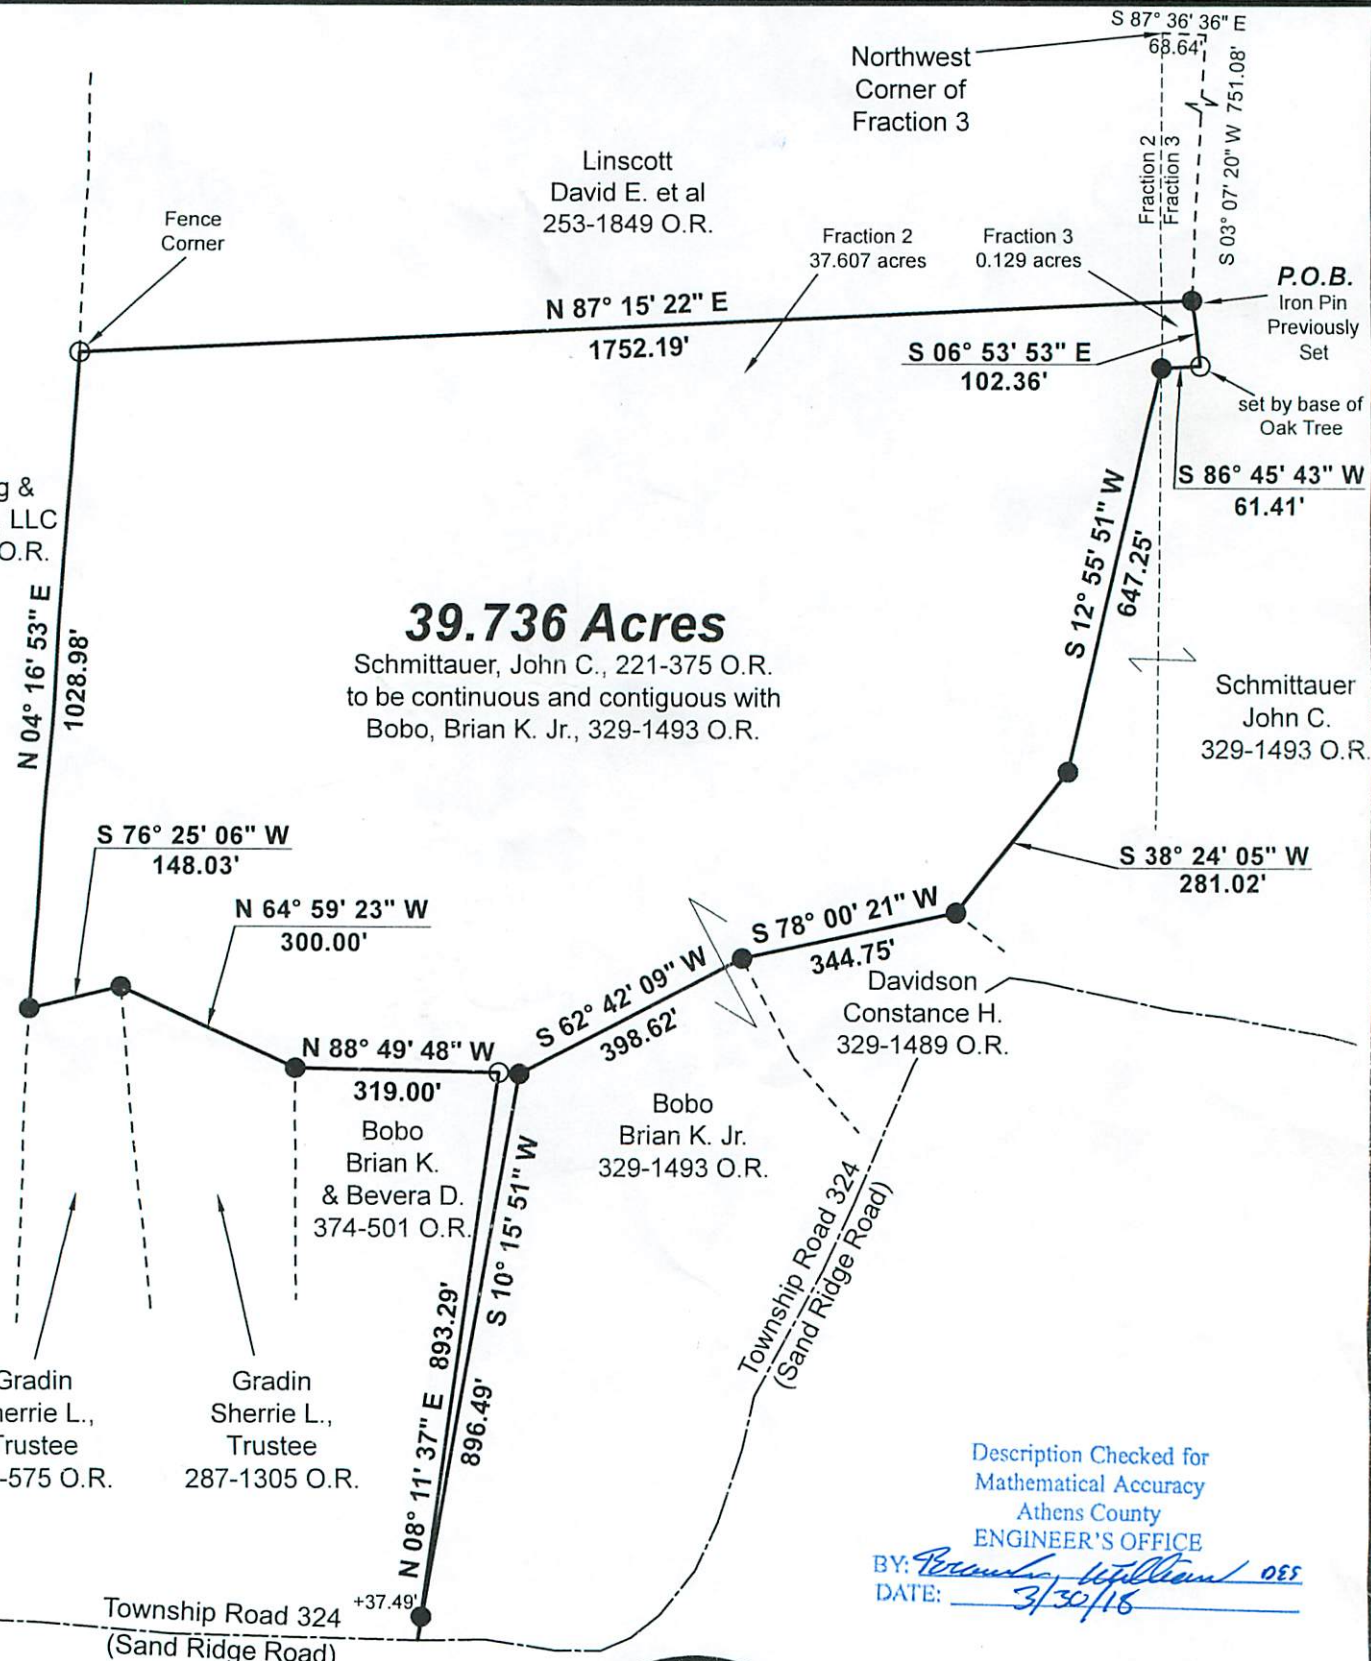 S 87° 36' 36" E
68.64'
Northwest
Corner of
Fraction 3
S 03° 07' 20" W 751.08'
Fraction 2
Fraction 3
Linscott
David E. et al
253-1849 O.R.
Fence
Corner
Fraction 2
37.607 acres
Fraction 3
0.129 acres
P.O.B.
Iron Pin
Previously
Set
N 87° 15' 22" E
1752.19'
S 06° 53' 53" E
102.36'
set by base of
Oak Tree
S 86° 45' 43" W
61.41'
g &
LLC
O.R.
N 04° 16' 53" E
1028.98'
S 12° 55' 51" W
647.25'
39.736 Acres
Schmittauer, John C., 221-375 O.R.
to be continuous and contiguous with
Bobo, Brian K. Jr., 329-1493 O.R.
Schmittauer
John C.
329-1493 O.R.
S 76° 25' 06" W
148.03'
S 38° 24' 05" W
281.02'
N 64° 59' 23" W
300.00'
S 78° 00' 21" W
344.75'
S 62° 42' 09" W
398.62'
Davidson
Constance H.
329-1489 O.R.
N 88° 49' 48" W
319.00'
Bobo
Brian K.
& Bevera D.
374-501 O.R.
Bobo
Brian K. Jr.
329-1493 O.R.
S 10° 15' 51" W
896.49'
N 08° 11' 37" E 893.29'
Township Road 324
(Sand Ridge Road)
Gradin
herrie L.,
Trustee
-575 O.R.
Gradin
Sherrie L.,
Trustee
287-1305 O.R.
Description Checked for
Mathematical Accuracy
Athens County
ENGINEER'S OFFICE
BY:
DATE: 3/30/18
+37.49'
Township Road 324
(Sand Ridge Road)